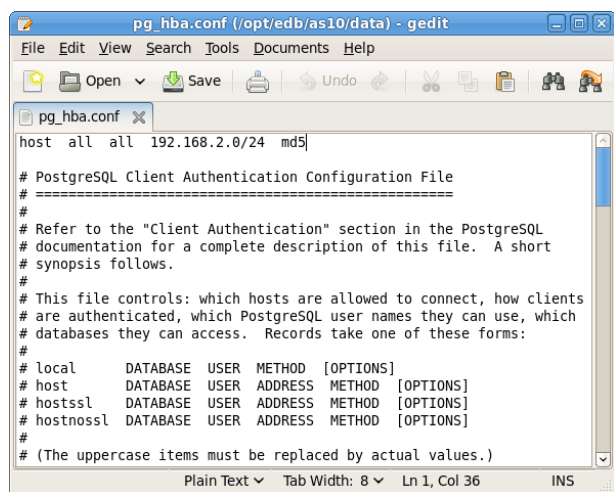 pg_hba.conf (/opt/edb/as10/data) - gedit
File Edit View Search Tools Documents Help
Open Save Undo
pg_hba.conf
host  all  all  192.168.2.0/24  md5
# PostgreSQL Client Authentication Configuration File
# ===================================================
#
# Refer to the "Client Authentication" section in the PostgreSQL
# documentation for a complete description of this file.  A short
# synopsis follows.
#
# This file controls: which hosts are allowed to connect, how clients
# are authenticated, which PostgreSQL user names they can use, which
# databases they can access.  Records take one of these forms:
#
# local      DATABASE  USER  METHOD  [OPTIONS]
# host       DATABASE  USER  ADDRESS  METHOD  [OPTIONS]
# hostssl    DATABASE  USER  ADDRESS  METHOD  [OPTIONS]
# hostnossl  DATABASE  USER  ADDRESS  METHOD  [OPTIONS]
#
# (The uppercase items must be replaced by actual values.)
Plain Text Tab Width: 8 Ln 1, Col 36 INS